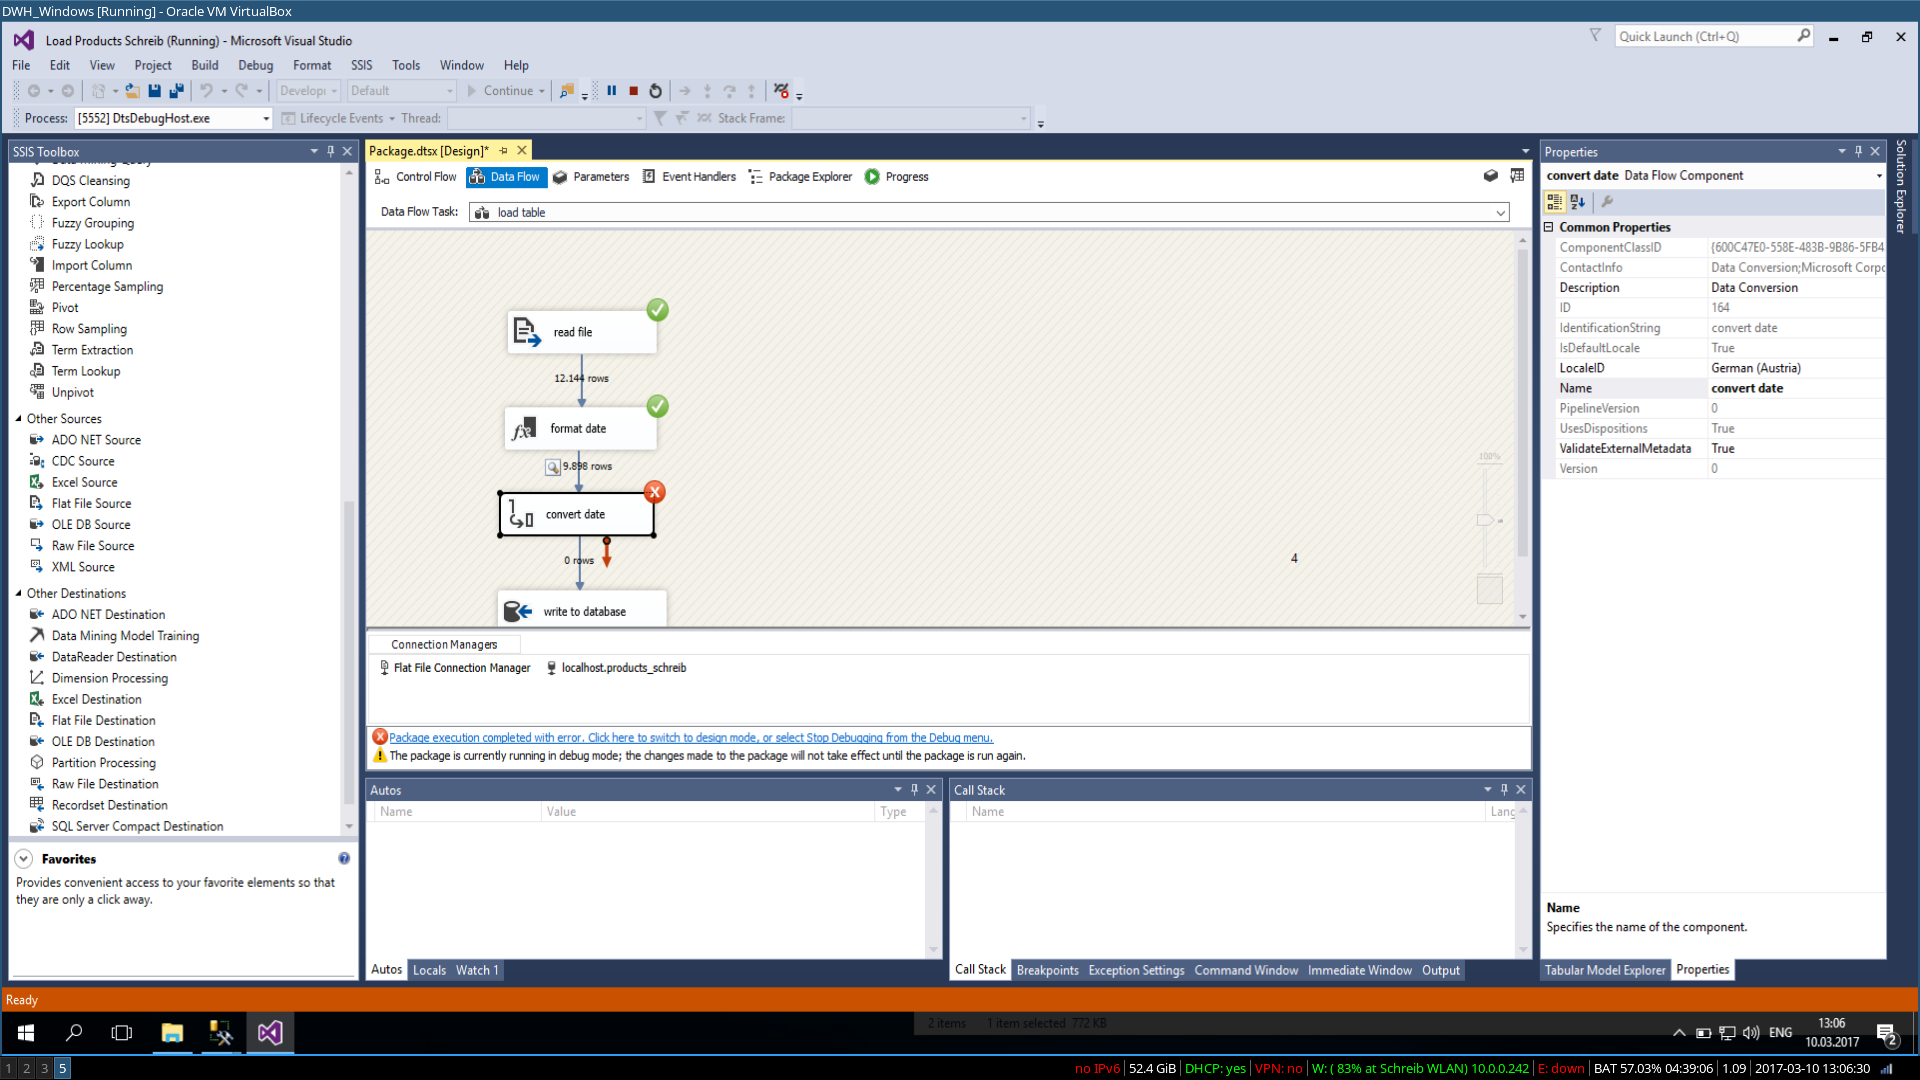 DWH_Windows [Running] - Oracle VM VirtualBox
Load Products Schreib (Running) - Microsoft Visual Studio
Quick Launch (Ctrl+Q)
File Edit View Project Build Debug Format SSIS Tools Window Help
Developi Default Continue
Process: [5552] DtsDebugHost.exe Lifecycle Events Thread: Stack Frame:
SSIS Toolbox
DQS Cleansing
Export Column
Fuzzy Grouping
Fuzzy Lookup
Import Column
Percentage Sampling
Pivot
Row Sampling
Term Extraction
Term Lookup
Unpivot
Other Sources
ADO NET Source
CDC Source
Excel Source
Flat File Source
OLE DB Source
Raw File Source
XML Source
Other Destinations
ADO NET Destination
Data Mining Model Training
DataReader Destination
Dimension Processing
Excel Destination
Flat File Destination
OLE DB Destination
Partition Processing
Raw File Destination
Recordset Destination
SQL Server Compact Destination
Favorites
Provides convenient access to your favorite elements so that
they are only a click away.
Package.dtsx [Design]*
Control Flow Data Flow Parameters Event Handlers Package Explorer Progress
Data Flow Task: load table
read file
12.144 rows
format date
9.898 rows
convert date
0 rows
write to database
100%
4
Connection Managers
Flat File Connection Manager localhost.products_schreib
Package execution completed with error. Click here to switch to design mode, or select Stop Debugging from the Debug menu.
The package is currently running in debug mode; the changes made to the package will not take effect until the package is run again.
Autos
Name Value Type
Autos Locals Watch 1
Call Stack
Name Lang
Call Stack Breakpoints Exception Settings Command Window Immediate Window Output
Properties
convert date Data Flow Component
Common Properties
ComponentClassID {600C47E0-558E-483B-9B86-5FB4
ContactInfo Data Conversion;Microsoft Corpo
Description Data Conversion
ID 164
IdentificationString convert date
IsDefaultLocale True
LocaleID German (Austria)
Name convert date
PipelineVersion 0
UsesDispositions True
ValidateExternalMetadata True
Version 0
Name
Specifies the name of the component.
Tabular Model Explorer Properties
Solution Explorer
Ready
2 items 1 item selected 772 KB
ENG
13:06
10.03.2017
2
1 2 3 5
no IPv6 | 52.4 GiB | DHCP: yes | VPN: no | W: ( 83% at Schreib WLAN) 10.0.0.242 | E: down | BAT 57.03% 04:39:06 | 1.09 | 2017-03-10 13:06:30